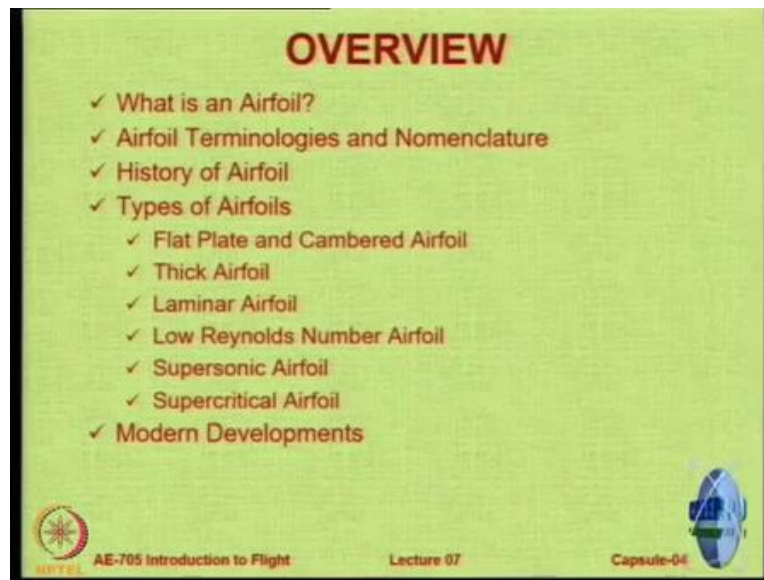 OVERVIEW
✓ What is an Airfoil?
✓ Airfoil Terminologies and Nomenclature
✓ History of Airfoil
✓ Types of Airfoils
✓ Flat Plate and Cambered Airfoil
✓ Thick Airfoil
✓ Laminar Airfoil
✓ Low Reynolds Number Airfoil
✓ Supersonic Airfoil
✓ Supercritical Airfoil
✓ Modern Developments
NPTEL
AE-705 Introduction to Flight Lecture 07 Capsule-04